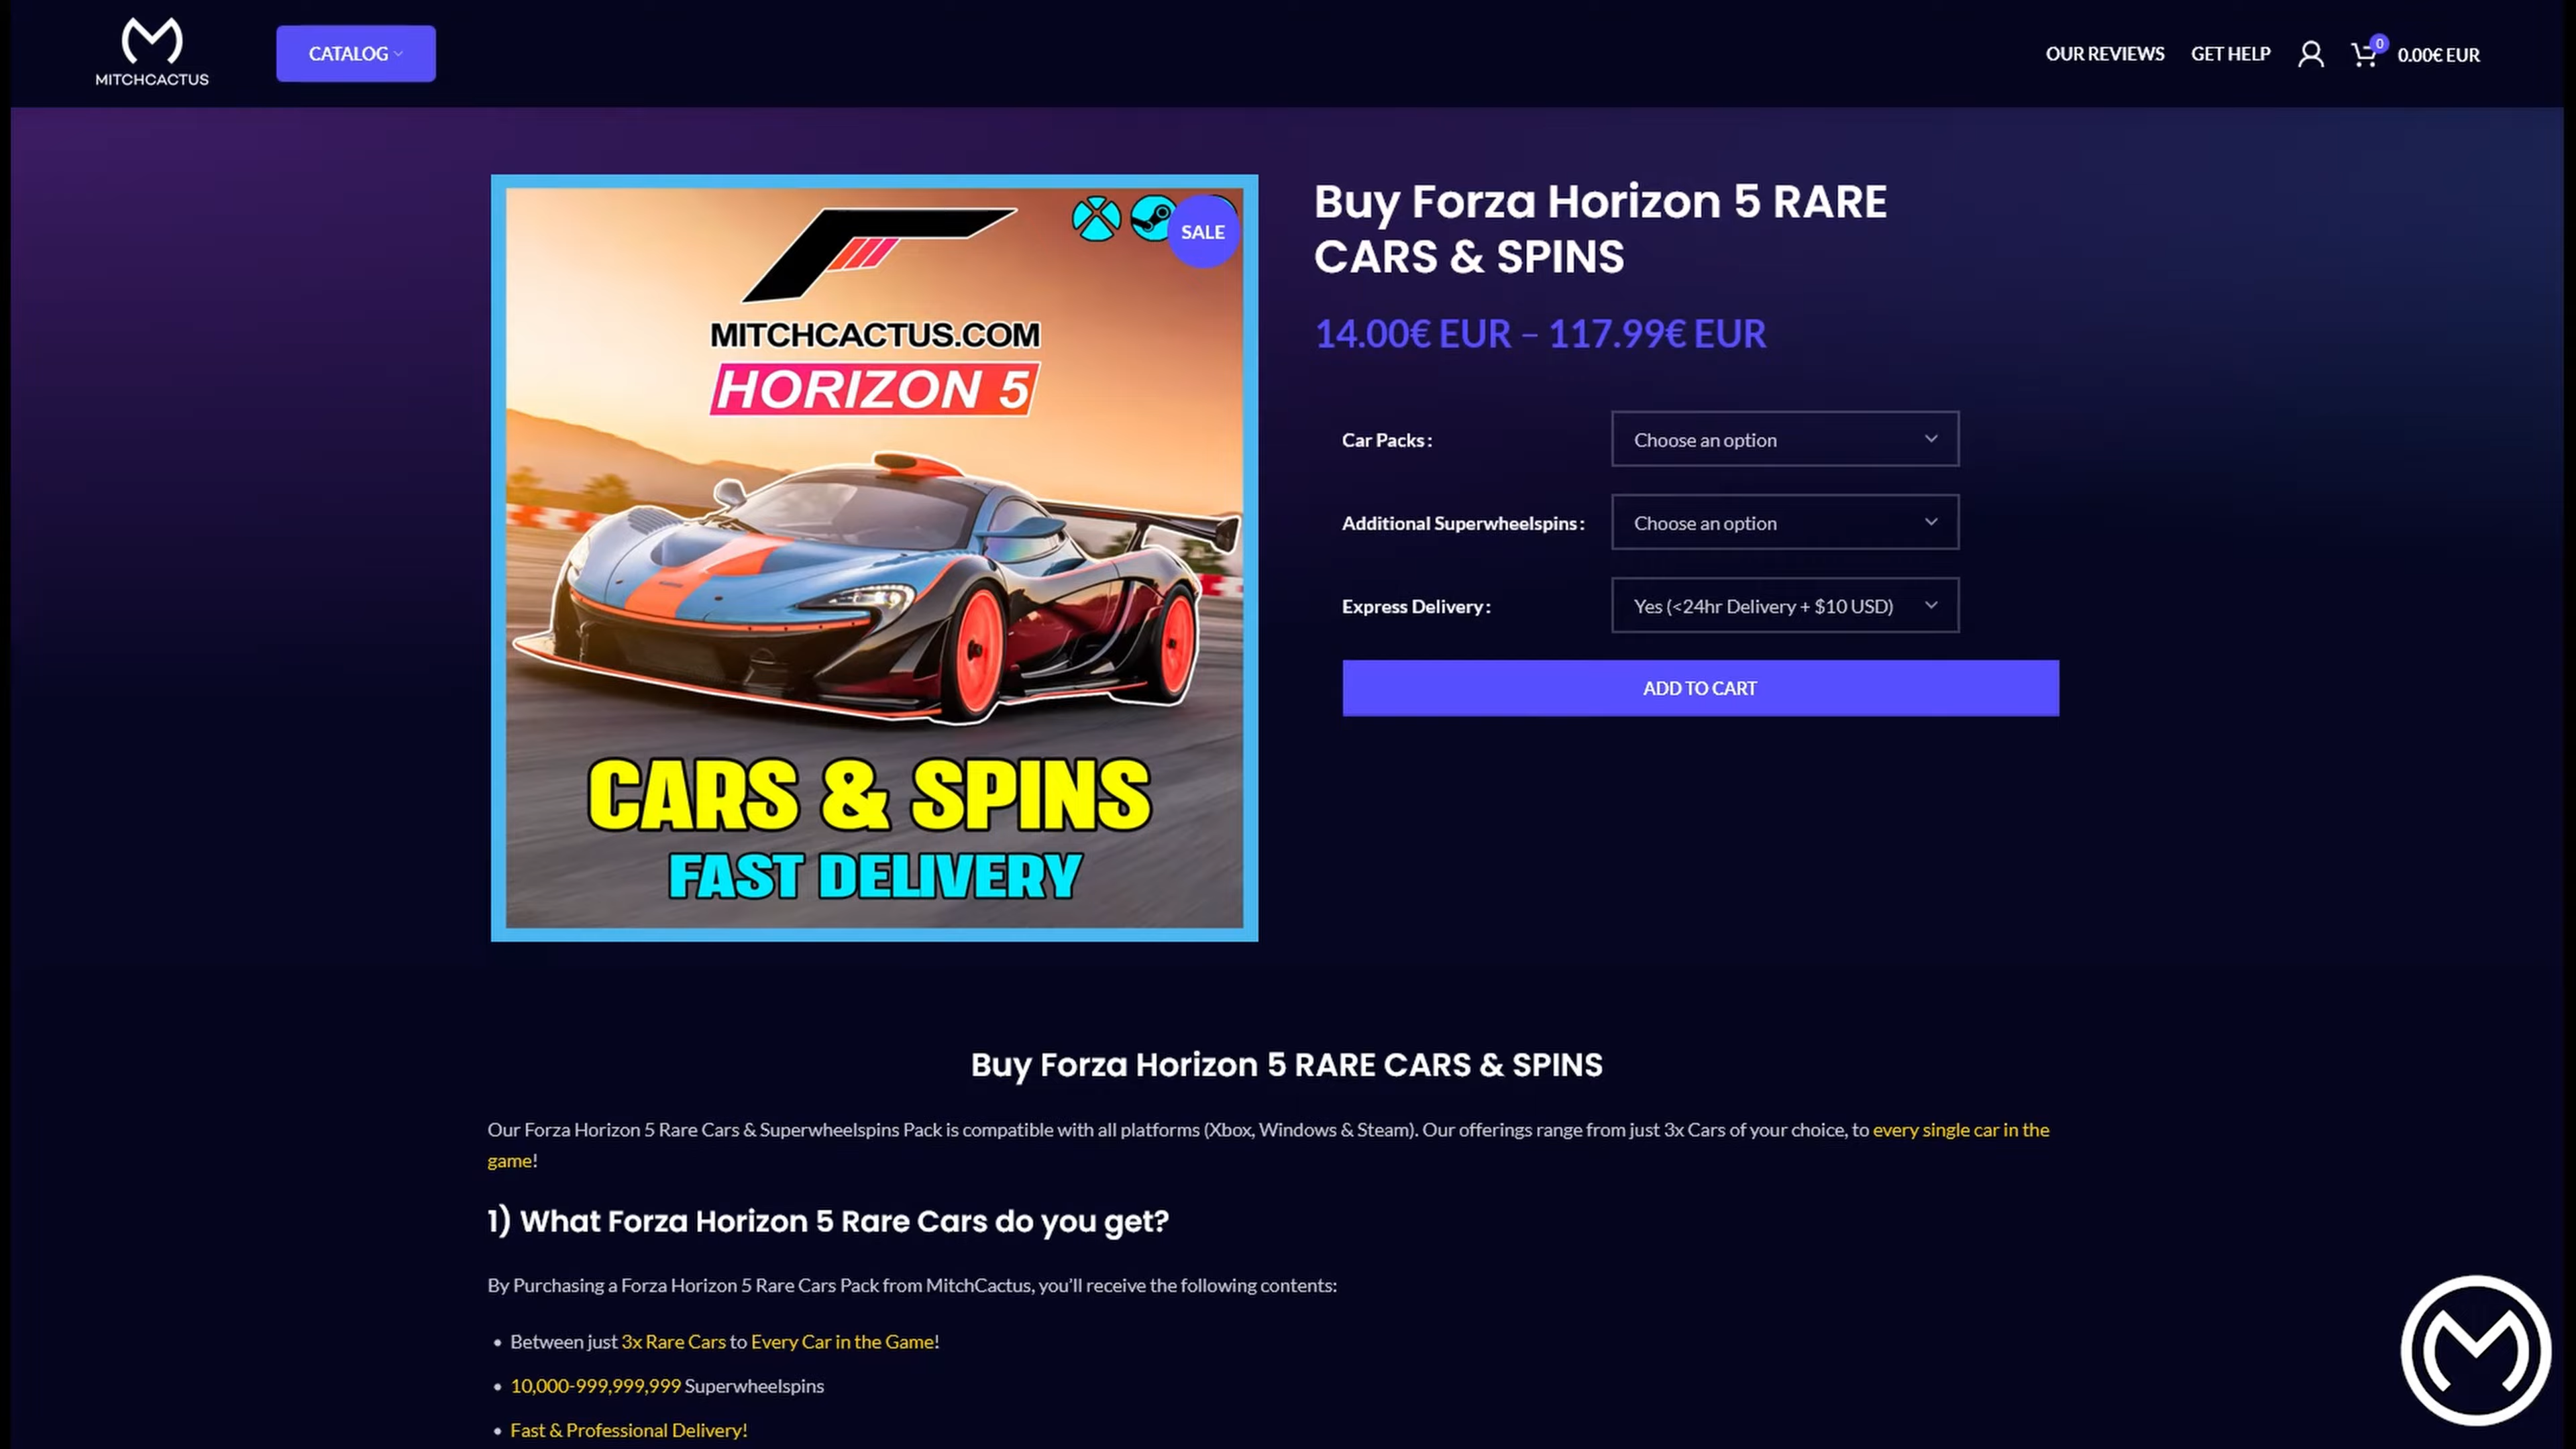 MITCHCACTUS
CATALOG
OUR REVIEWS
GET HELP
0
0.00€ EUR
SALE
MITCHCACTUS.COM
HORIZON 5
CARS & SPINS
FAST DELIVERY
Buy Forza Horizon 5 RARE
CARS & SPINS
14.00€ EUR – 117.99€ EUR
Car Packs:
Choose an option
Additional Superwheelspins:
Choose an option
Express Delivery:
Yes (<24hr Delivery + $10 USD)
ADD TO CART
Buy Forza Horizon 5 RARE CARS & SPINS
Our Forza Horizon 5 Rare Cars & Superwheelspins Pack is compatible with all platforms (Xbox, Windows & Steam). Our offerings range from just 3x Cars of your choice, to every single car in the
game!
1) What Forza Horizon 5 Rare Cars do you get?
By Purchasing a Forza Horizon 5 Rare Cars Pack from MitchCactus, you’ll receive the following contents:
• Between just 3x Rare Cars to Every Car in the Game!
• 10,000-999,999,999 Superwheelspins
• Fast & Professional Delivery!